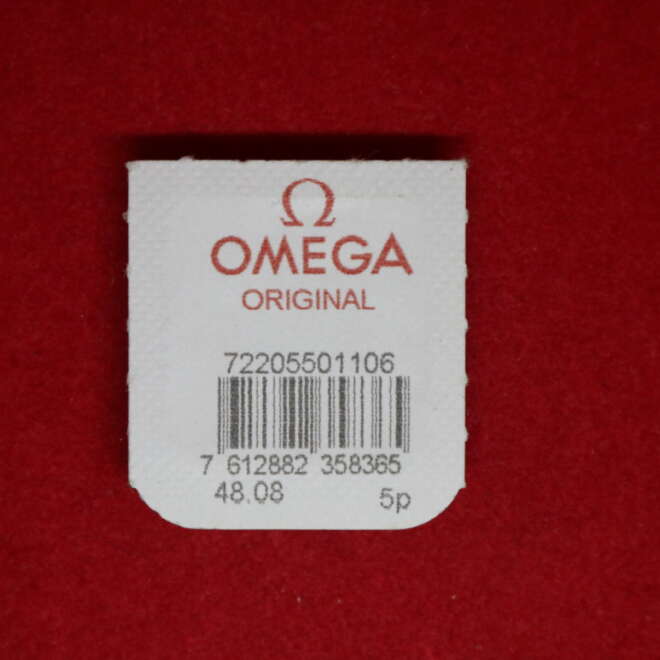 Ω
OMEGA
ORIGINAL
72205501106
7 612882 358365
48.08 5p